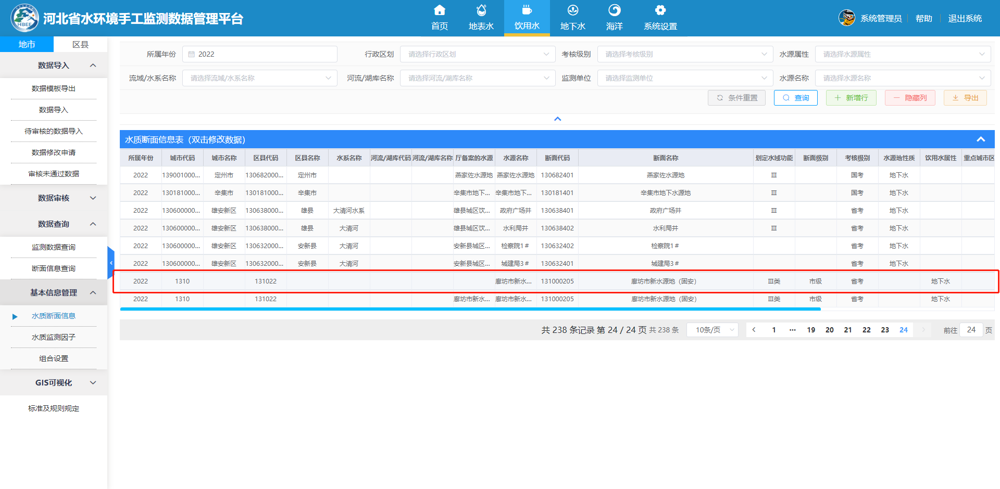 河北省水环境手工监测数据管理平台
HBEE
首页 地表水 饮用水 地下水 海洋 系统设置
系统管理员 帮助 退出系统
地市 区县
数据导入
数据模板导出
数据导入
待审核的数据导入
数据修改申请
审核未通过数据
数据审核
数据查询
监测数据查询
断面信息查询
基本信息管理
水质断面信息
水质监测因子
组合设置
GIS可视化
标准及规则规定
所属年份 2022 行政区划 请选择行政区划 考核级别 请选择考核级别 水源属性 请选择水源属性
流域/水系名称 请选择流域/水系名称 河流/湖库名称 请选择河流/湖库名称 监测单位 请选择监测单位 水源名称 请选择水源名称
条件重置 查询 新增行 隐藏列 导出
水质断面信息表（双击修改数据）
所属年份 城市代码 城市名称 区县代码 区县名称 水系名称 河流/湖库代码 河流/湖库名称 厅备案的水源 水源名称 断面代码 断面名称 划定水域功能 断面级别 考核级别 水源地性质 饮用水属性 重点城市区
2022 139001000... 定州市 130682000... 定州市 燕家佐水源地 燕家佐水源地 130682401 燕家佐水源地 Ⅲ 国考 地下水
2022 130181000... 辛集市 130181000... 辛集市 辛集市地下... 辛集市地下... 130181401 辛集市地下水源地 Ⅲ 国考 地下水
2022 130600000... 雄安新区 130638000... 雄县 大清河水系 雄县城区饮... 政府广场井 130638401 政府广场井 Ⅲ 省考 地下水
2022 130600000... 雄安新区 130638000... 雄县 大清河 雄县城区饮... 水利局井 130638402 水利局井 Ⅲ 省考 地下水
2022 130600000... 雄安新区 130632000... 安新县 大清河 安新县城区... 检察院1＃ 130632402 检察院1＃ 省考 地下水
2022 130600000... 雄安新区 130632000... 安新县 大清河 安新县城区... 城建局3＃ 130632401 城建局3＃ 省考 地下水
2022 1310 131022 廊坊市新水... 131000205 廊坊市新水源地（固安） Ⅲ类 市级 省考 地下水
2022 1310 131022 廊坊市新水... 廊坊市新水... 131000205 廊坊市新水源地（固安） Ⅲ类 市级 省考 地下水
共 238 条记录 第 24 / 24 页 共 238 条 10条/页 1 ... 19 20 21 22 23 24 前往 24 页